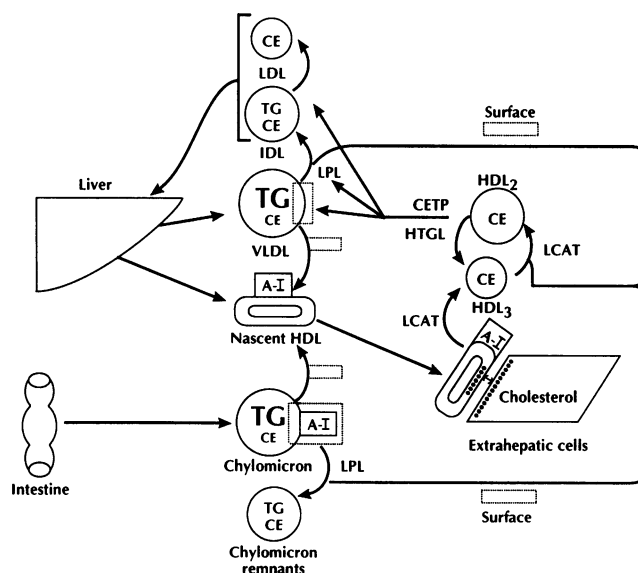 CE
LDL
TG
CE
IDL
Surface
LPL
Liver
TG
CE
VLDL
CETP
HTGL
HDL2
CE
LCAT
CE
HDL3
A-I
Nascent HDL
LCAT
A-I
Cholesterol
Extrahepatic cells
TG
CE
A-I
Chylomicron
LPL
Intestine
TG
CE
Chylomicron
remnants
Surface